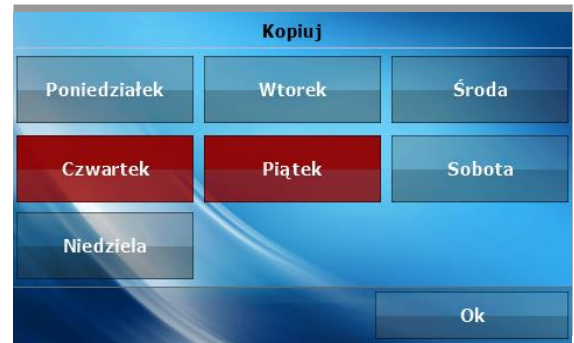 Kopiuj
Poniedziałek Wtorek Środa
Czwartek Piątek Sobota
Niedziela
Ok